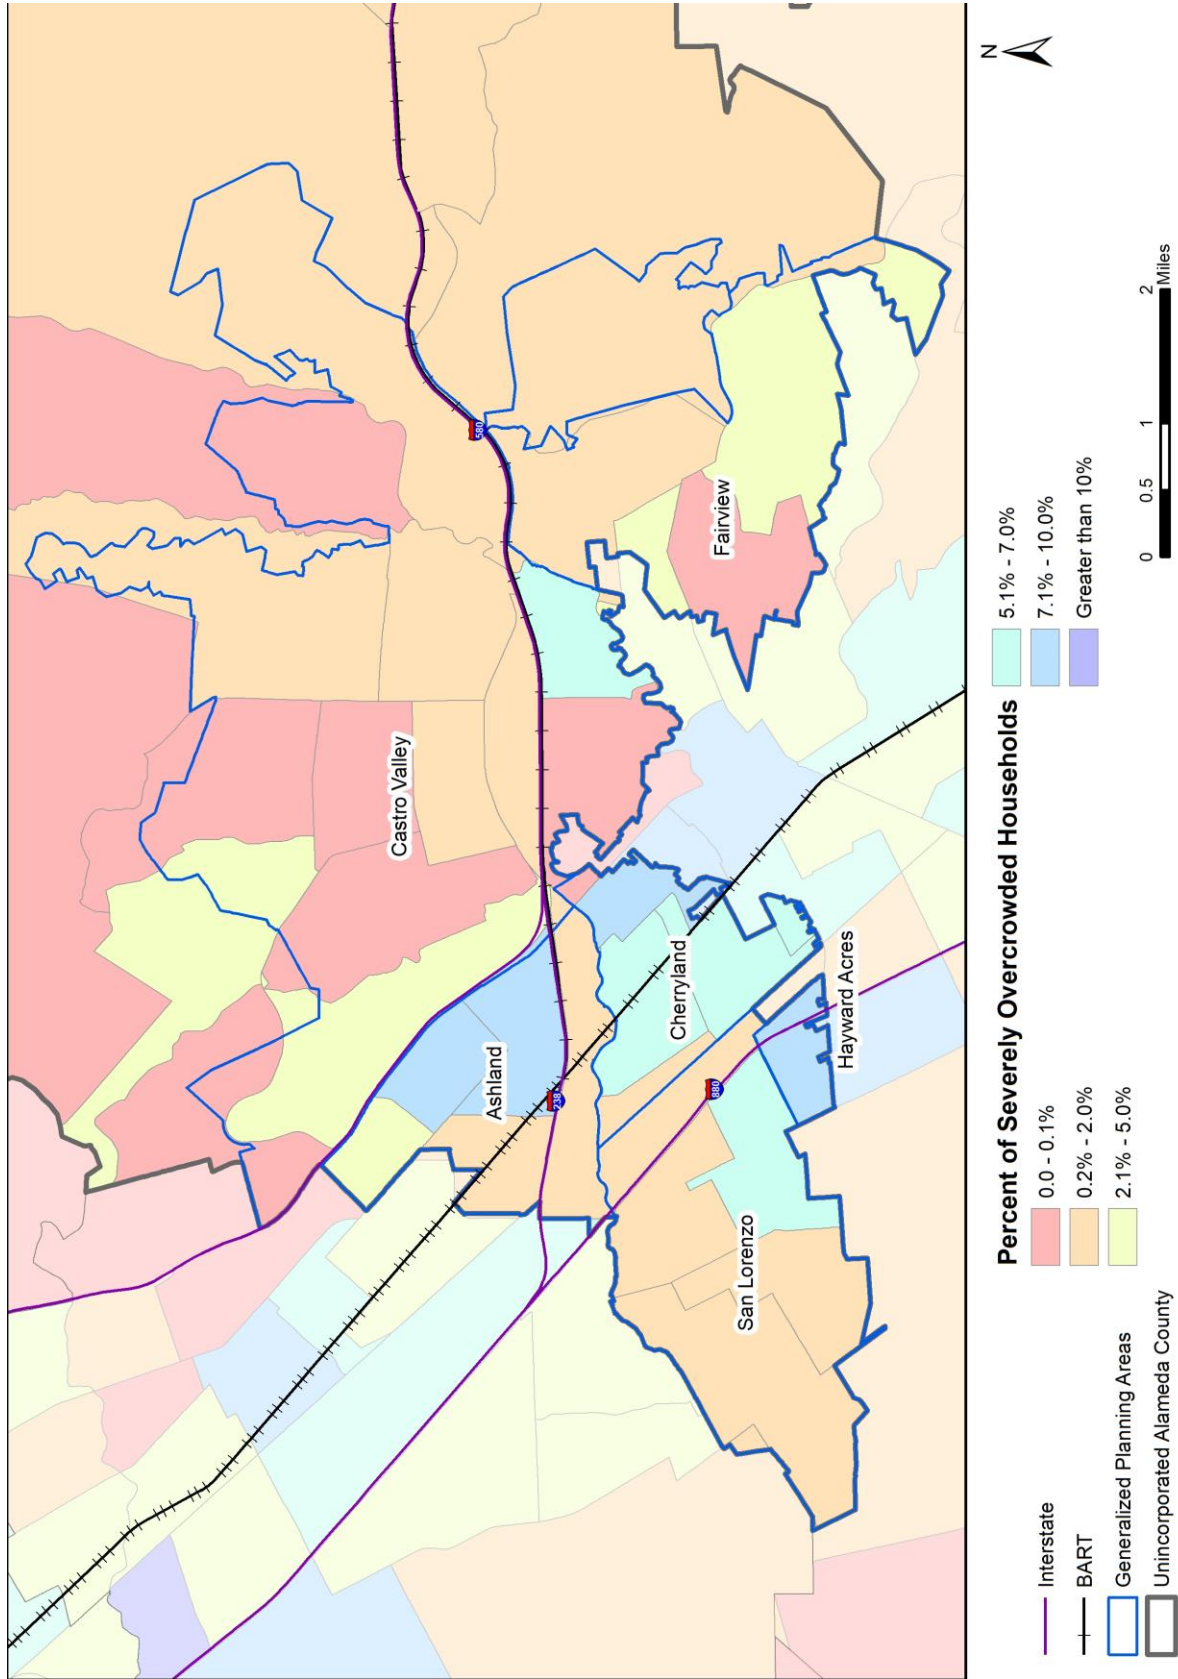 Castro Valley
Ashland
Cherryland
Fairview
San Lorenzo
Hayward Acres
580
238
880
N
Interstate
BART
Generalized Planning Areas
Unincorporated Alameda County
Percent of Severely Overcrowded Households
0.0 - 0.1%
0.2% - 2.0%
2.1% - 5.0%
5.1% - 7.0%
7.1% - 10.0%
Greater than 10%
0 0.5 1 2
Miles